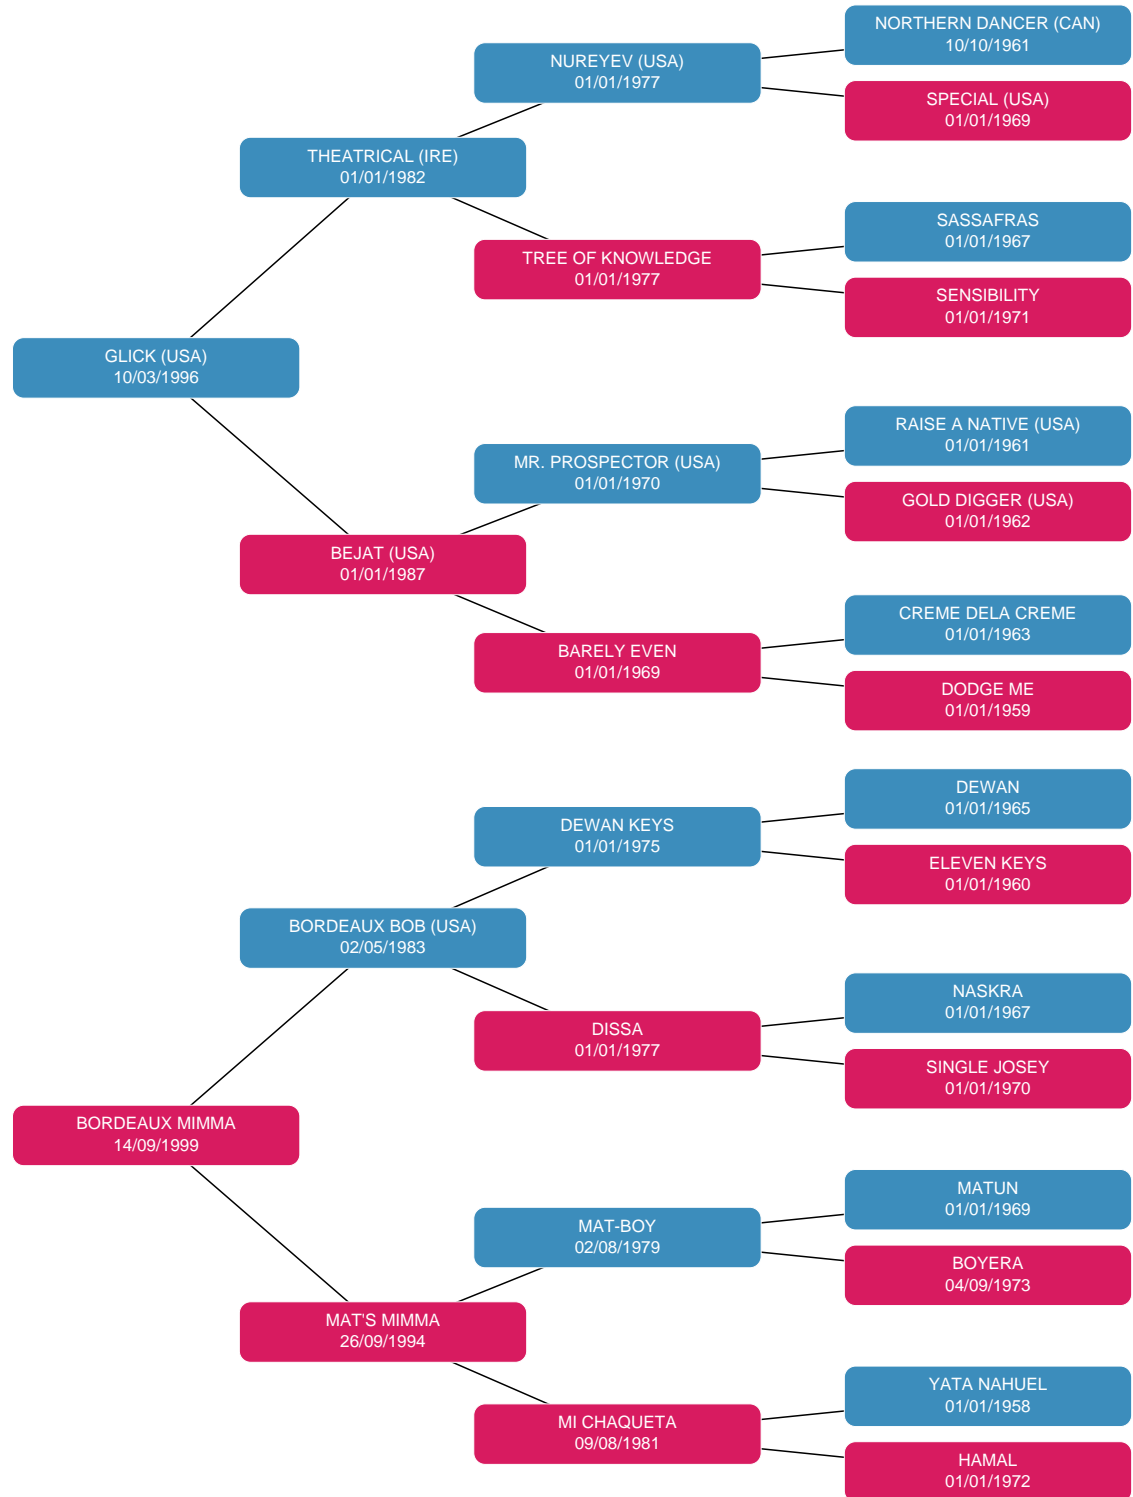 NORTHERN DANCER (CAN)
10/10/1961
NUREYEV (USA)
01/01/1977
SPECIAL (USA)
01/01/1969
THEATRICAL (IRE)
01/01/1982
SASSAFRAS
01/01/1967
TREE OF KNOWLEDGE
01/01/1977
SENSIBILITY
01/01/1971
GLICK (USA)
10/03/1996
RAISE A NATIVE (USA)
01/01/1961
MR. PROSPECTOR (USA)
01/01/1970
GOLD DIGGER (USA)
01/01/1962
BEJAT (USA)
01/01/1987
CREME DELA CREME
01/01/1963
BARELY EVEN
01/01/1969
DODGE ME
01/01/1959
DEWAN
01/01/1965
DEWAN KEYS
01/01/1975
ELEVEN KEYS
01/01/1960
BORDEAUX BOB (USA)
02/05/1983
NASKRA
01/01/1967
DISSA
01/01/1977
SINGLE JOSEY
01/01/1970
BORDEAUX MIMMA
14/09/1999
MATUN
01/01/1969
MAT-BOY
02/08/1979
BOYERA
04/09/1973
MAT'S MIMMA
26/09/1994
YATA NAHUEL
01/01/1958
MI CHAQUETA
09/08/1981
HAMAL
01/01/1972